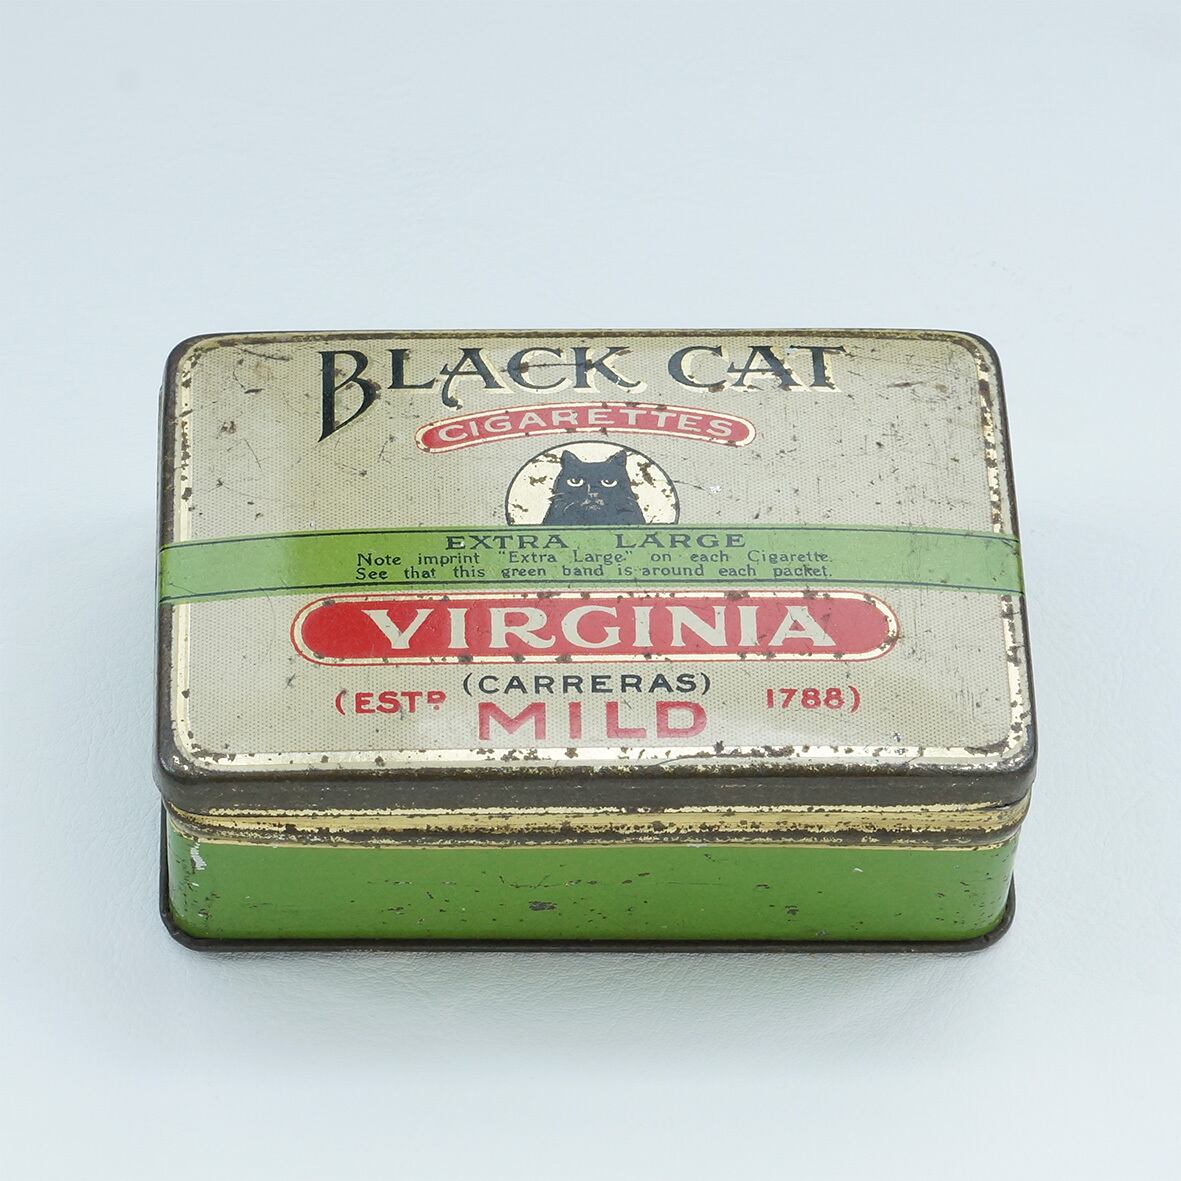 BLACK CAT
CIGARETTES
EXTRA LARGE
Note imprint "Extra Large" on each Cigarette.
See that this green band is around each packet.
VIRGINIA
(CARRERAS)
(ESTD MILD 1788)